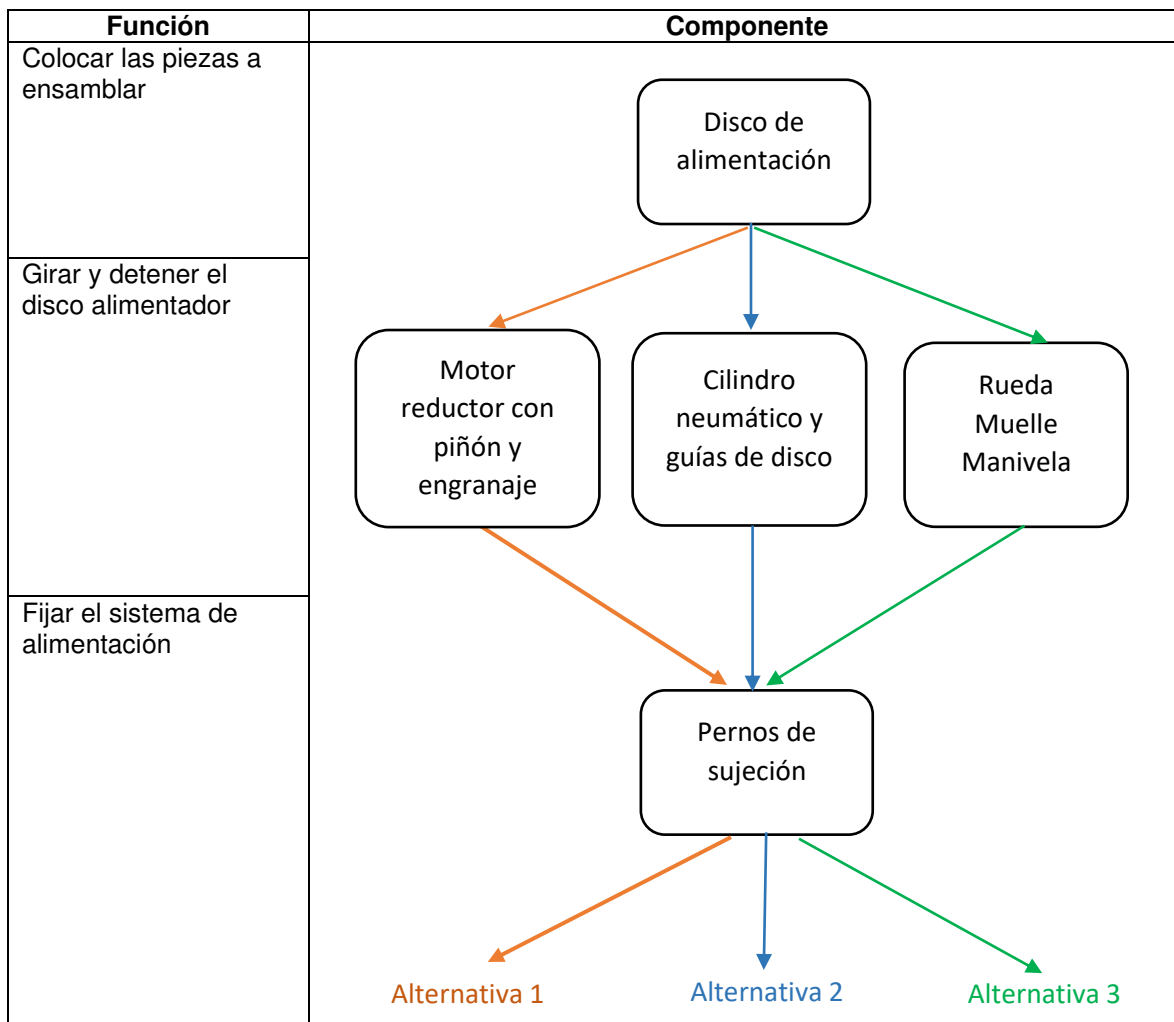 Función
Componente
Colocar las piezas a
ensamblar
Disco de
alimentación
Girar y detener el
disco alimentador
Motor
reductor con
piñón y
engranaje
Cilindro
neumático y
guías de disco
Rueda
Muelle
Manivela
Fijar el sistema de
alimentación
Pernos de
sujeción
Alternativa 1
Alternativa 2
Alternativa 3